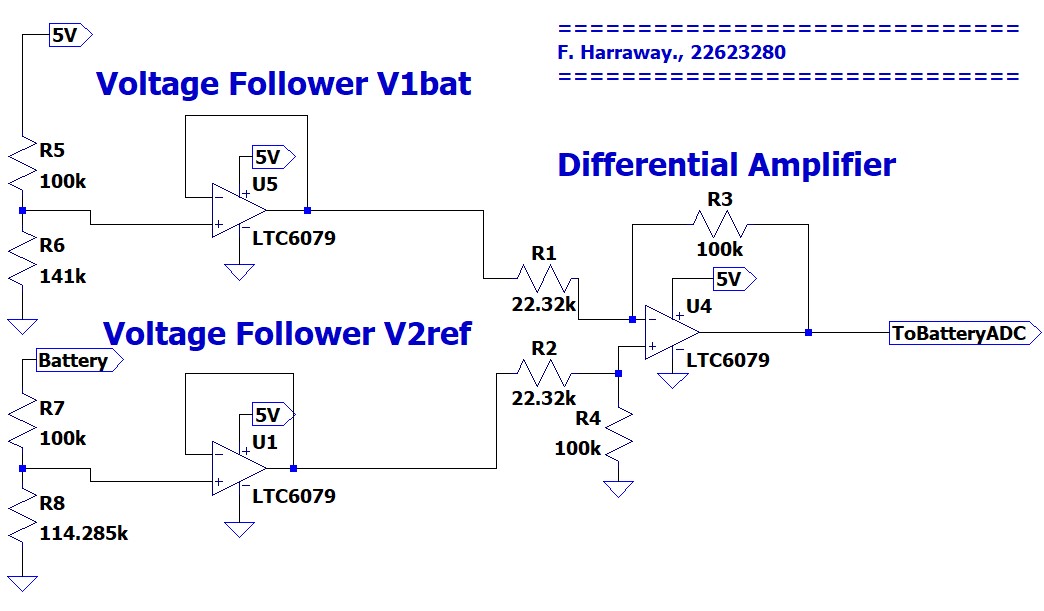 5V
===========================
F. Harraway., 22623280
===========================
Voltage Follower V1bat
R5
100k
5V
U5
LTC6079
R6
141k
Differential Amplifier
R3
100k
R1
22.32k
5V
U4
LTC6079
ToBatteryADC
Voltage Follower V2ref
Battery
R7
100k
5V
U1
LTC6079
R8
114.285k
R2
22.32k
R4
100k